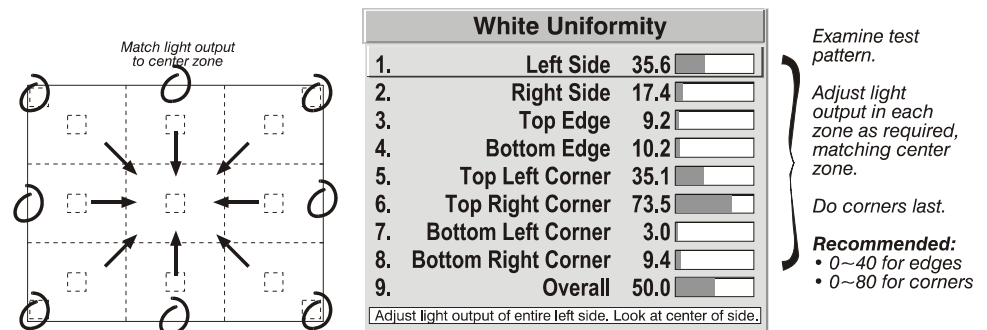 Match light output
to center zone
White Uniformity
1. Left Side 35.6
2. Right Side 17.4
3. Top Edge 9.2
4. Bottom Edge 10.2
5. Top Left Corner 35.1
6. Top Right Corner 73.5
7. Bottom Left Corner 3.0
8. Bottom Right Corner 9.4
9. Overall 50.0
Adjust light output of entire left side. Look at center of side.
Examine test
pattern.
Adjust light
output in each
zone as required,
matching center
zone.
Do corners last.
Recommended:
• 0~40 for edges
• 0~80 for corners